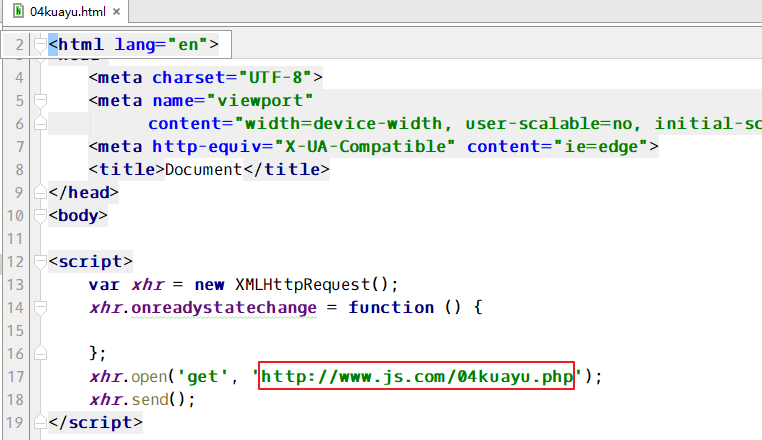 04kuayu.html
2 <html lang="en">
4 <meta charset="UTF-8">
5 <meta name="viewport"
6 content="width=device-width, user-scalable=no, initial-sc
7 <meta http-equiv="X-UA-Compatible" content="ie=edge">
8 <title>Document</title>
9 </head>
10 <body>
11
12 <script>
13 var xhr = new XMLHttpRequest();
14 xhr.onreadystatechange = function () {
15
16 };
17 xhr.open('get', 'http://www.js.com/04kuayu.php');
18 xhr.send();
19 </script>